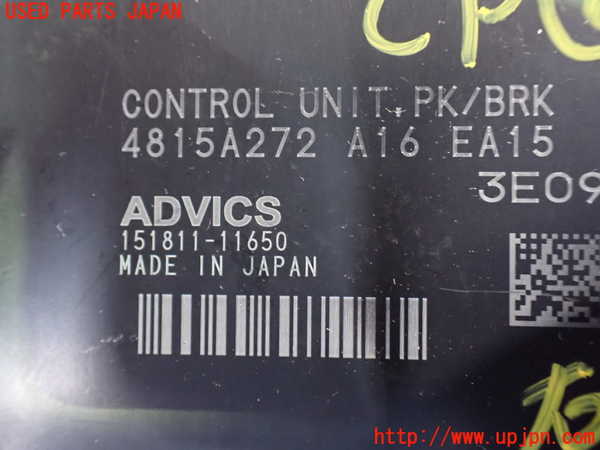 USED PARTS JAPAN
CONTROL UNIT,PK/BRK
4815A272 A16 EA15
3E09
ADVICS
151811-11650
MADE IN JAPAN
http://www.upjpn.com/